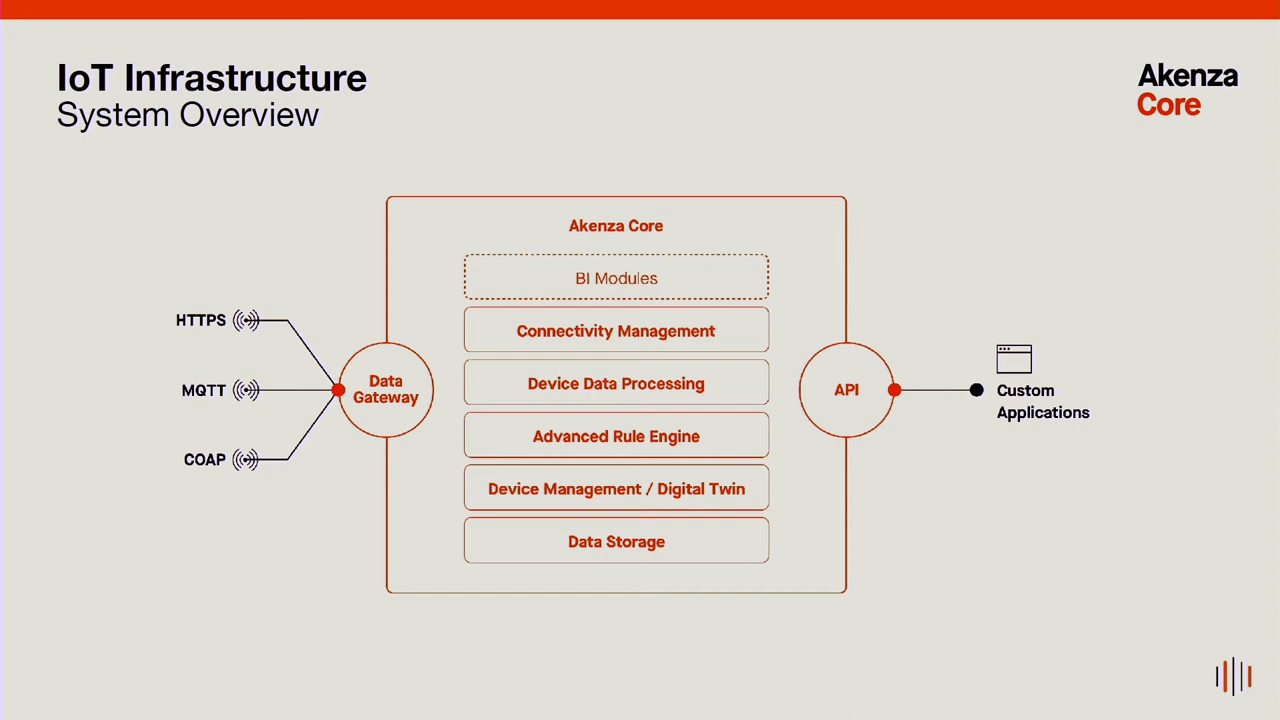 IoT Infrastructure
System Overview
Akenza
Core
Akenza Core
BI Modules
Connectivity Management
Device Data Processing
Advanced Rule Engine
Device Management / Digital Twin
Data Storage
HTTPS
MQTT
COAP
Data
Gateway
API
Custom
Applications